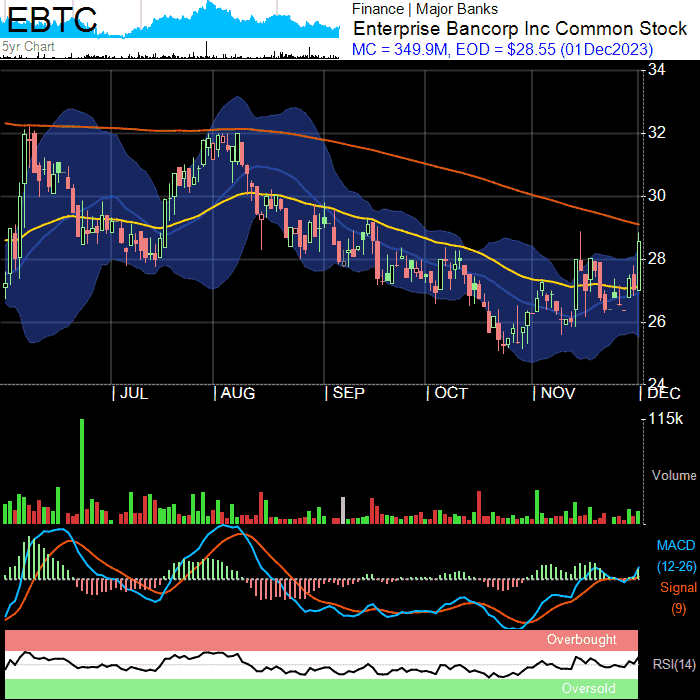 EBTC
5yr Chart
Finance | Major Banks
Enterprise Bancorp Inc Common Stock
MC = 349.9M, EOD = $28.55 (01Dec2023)
34
32
30
28
26
24
| JUL
| AUG
| SEP
| OCT
| NOV
| DEC
115k
Volume
MACD
(12-26)
Signal
(9)
Overbought
RSI(14)
Oversold